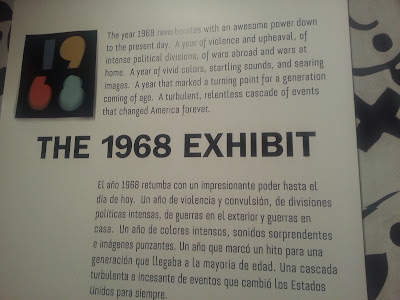 1968
The year 1968 reverberates with an awesome power down
to the present day. A year of violence and upheaval, of
intense political divisions, of wars abroad and wars at
home. A year of vivid colors, startling sounds, and searing
images. A year that marked a turning point for a generation
coming of age. A turbulent, relentless cascade of events
that changed America forever.
THE 1968 EXHIBIT
El año 1968 retumba con un impresionante poder hasta el
día de hoy. Un año de violencia y convulsión, de divisiones
políticas intensas, de guerras en el exterior y guerras en
casa. Un año de colores intensos, sonidos sorprendentes
e imágenes punzantes. Un año que marcó un hito para una
generación que llegaba a la mayoría de edad. Una cascada
turbulenta e incesante de eventos que cambió los Estados
Unidos para siempre.